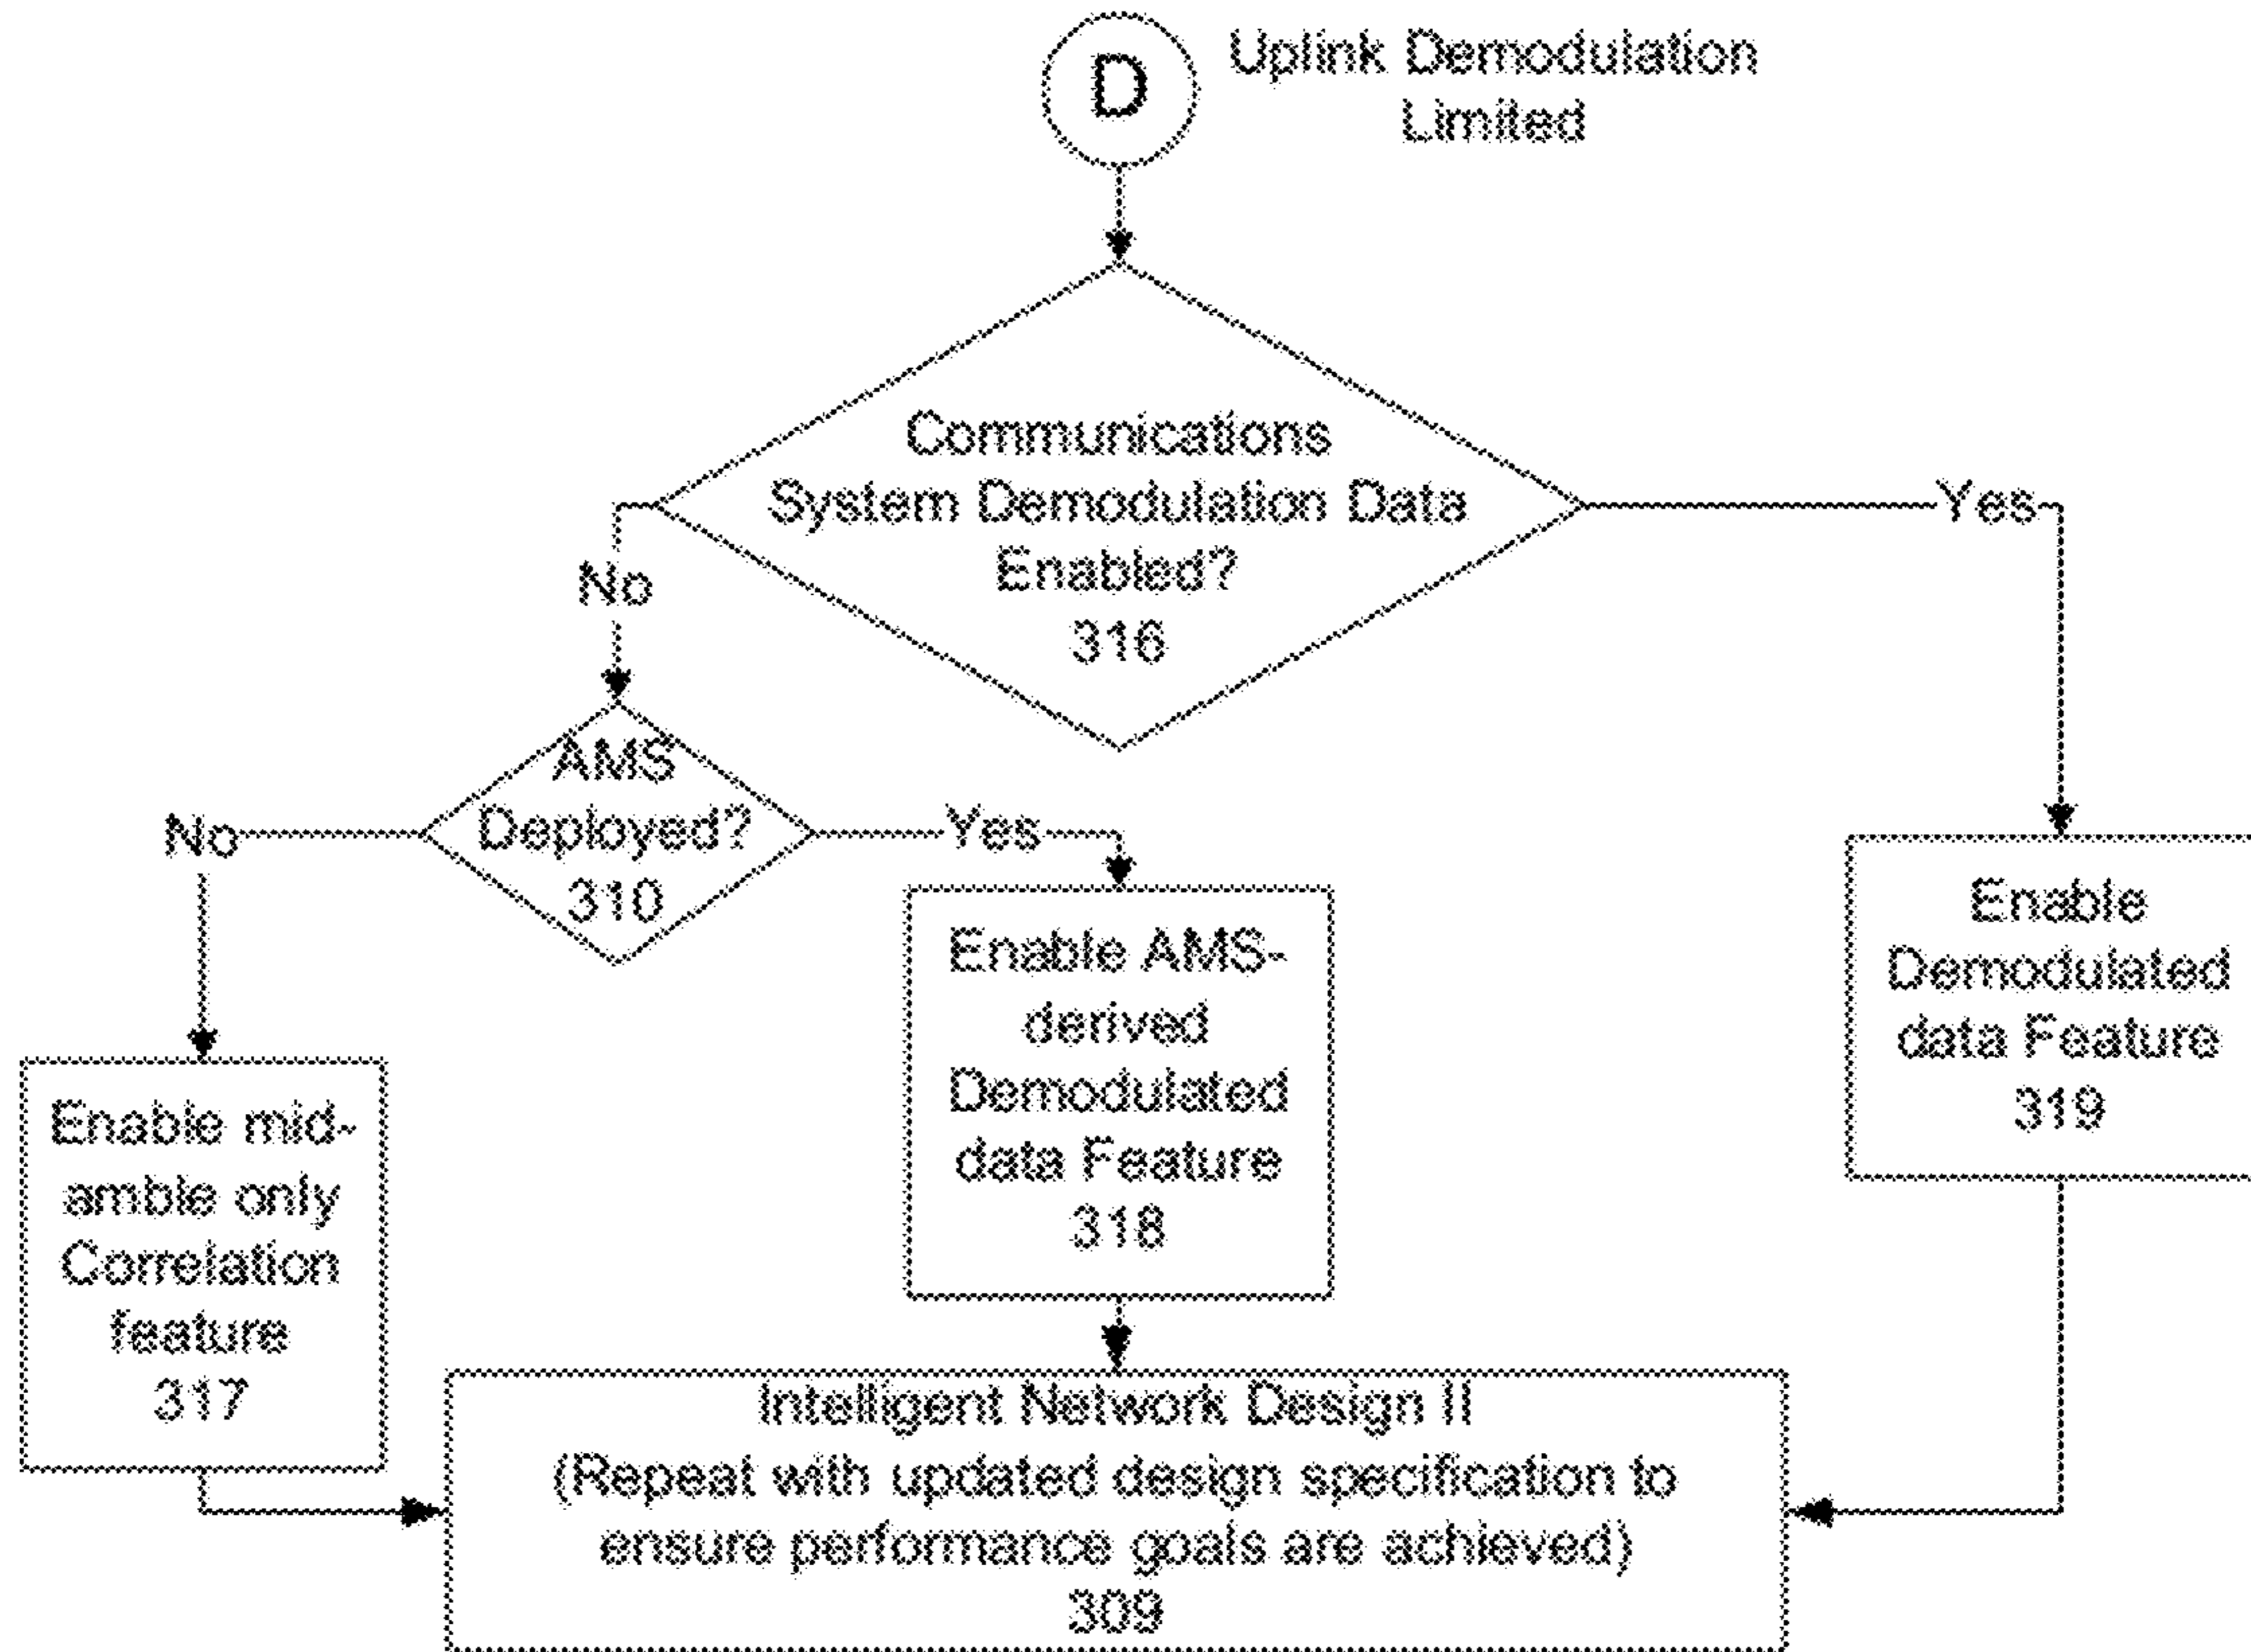 D
Uplink Demodulation
Limited
Communications
System Demodulation Data
Enabled?
316
Yes
No
AMS
Deployed?
310
No
Yes
Enable mid-
amble only
Correlation
feature
317
Enable AMS-
derived
Demodulated
data Feature
318
Enable
Demodulated
data Feature
319
Intelligent Network Design II
(Repeat with updated design specification to
ensure performance goals are achieved)
309